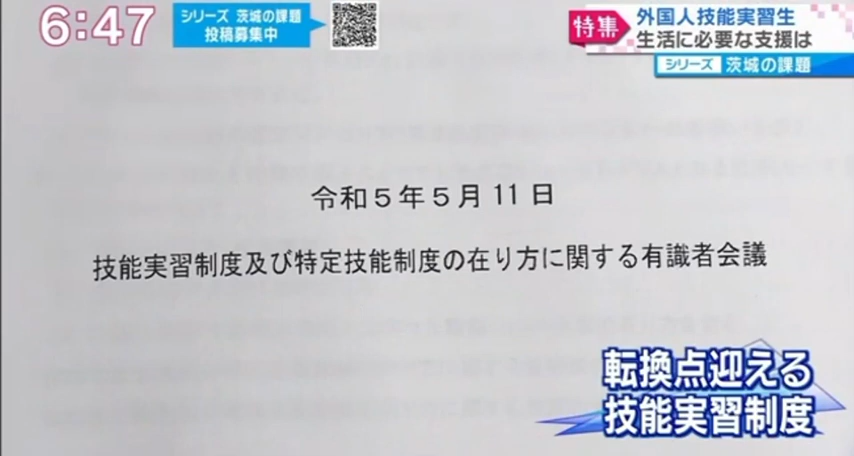 6:47
シリーズ 茨城の課題
投稿募集中
特集
外国人技能実習生
生活に必要な支援は
シリーズ 茨城の課題
令和5年5月11日
技能実習制度及び特定技能制度の在り方に関する有識者会議
転換点迎える
技能実習制度